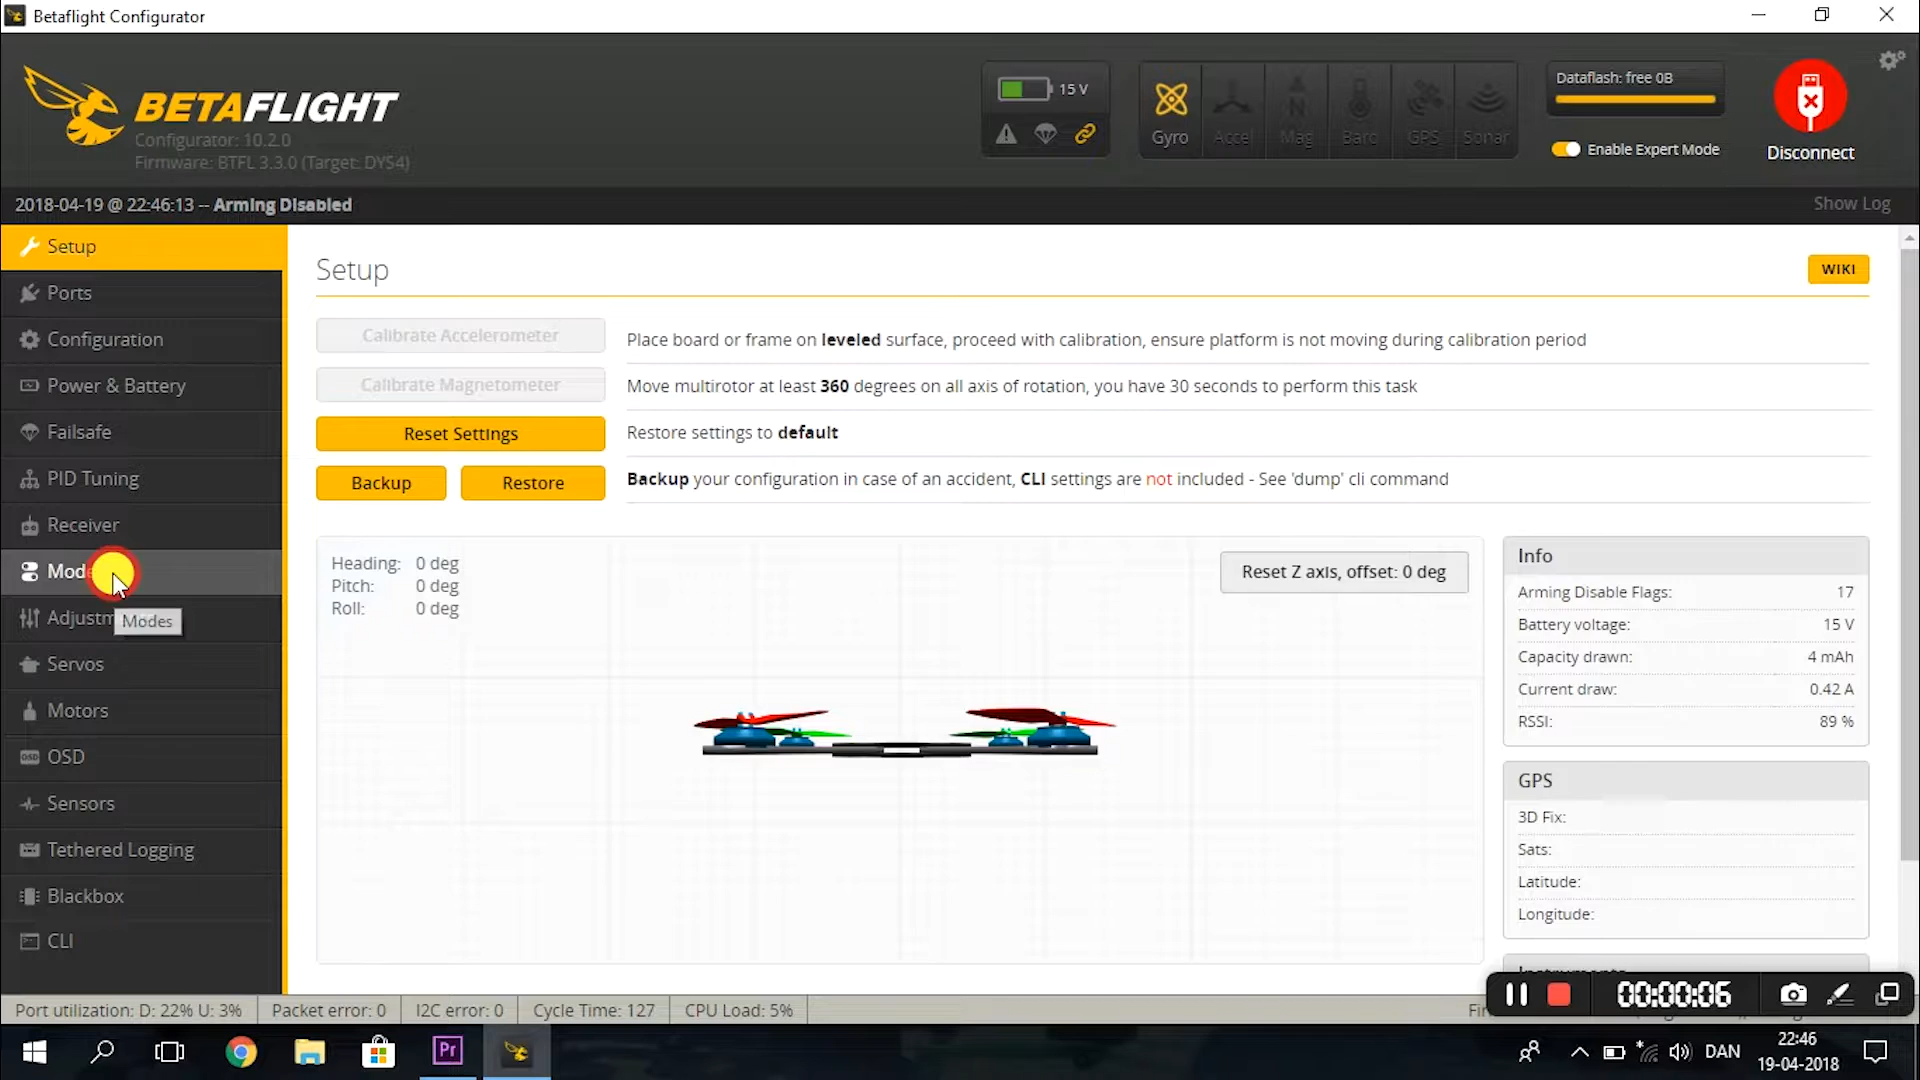 Betaflight Configurator
BETAFLIGHT
Configurator: 10.2.0
Firmware: BTFL 3.3.0 (Target: DYS4)
15 V
Gyro
Accel
Mag
Baro
GPS
Sonar
Dataflash: free 0B
Enable Expert Mode
Disconnect
2018-04-19 @ 22:46:13 -- Arming Disabled
Show Log
Setup
Ports
Configuration
Power & Battery
Failsafe
PID Tuning
Receiver
Mod
Adjustm
Modes
Servos
Motors
OSD
Sensors
Tethered Logging
Blackbox
CLI
Setup
WIKI
Calibrate Accelerometer
Place board or frame on leveled surface, proceed with calibration, ensure platform is not moving during calibration period
Calibrate Magnetometer
Move multirotor at least 360 degrees on all axis of rotation, you have 30 seconds to perform this task
Reset Settings
Restore settings to default
Backup
Restore
Backup your configuration in case of an accident, CLI settings are not included - See 'dump' cli command
Heading: 0 deg
Pitch: 0 deg
Roll: 0 deg
Reset Z axis, offset: 0 deg
Info
Arming Disable Flags: 17
Battery voltage: 15 V
Capacity drawn: 4 mAh
Current draw: 0.42 A
RSSI: 89 %
GPS
3D Fix:
Sats:
Latitude:
Longitude:
00:00:06
Port utilization: D: 22% U: 3%
Packet error: 0
I2C error: 0
Cycle Time: 127
CPU Load: 5%
Pr
DAN
22:46
19-04-2018